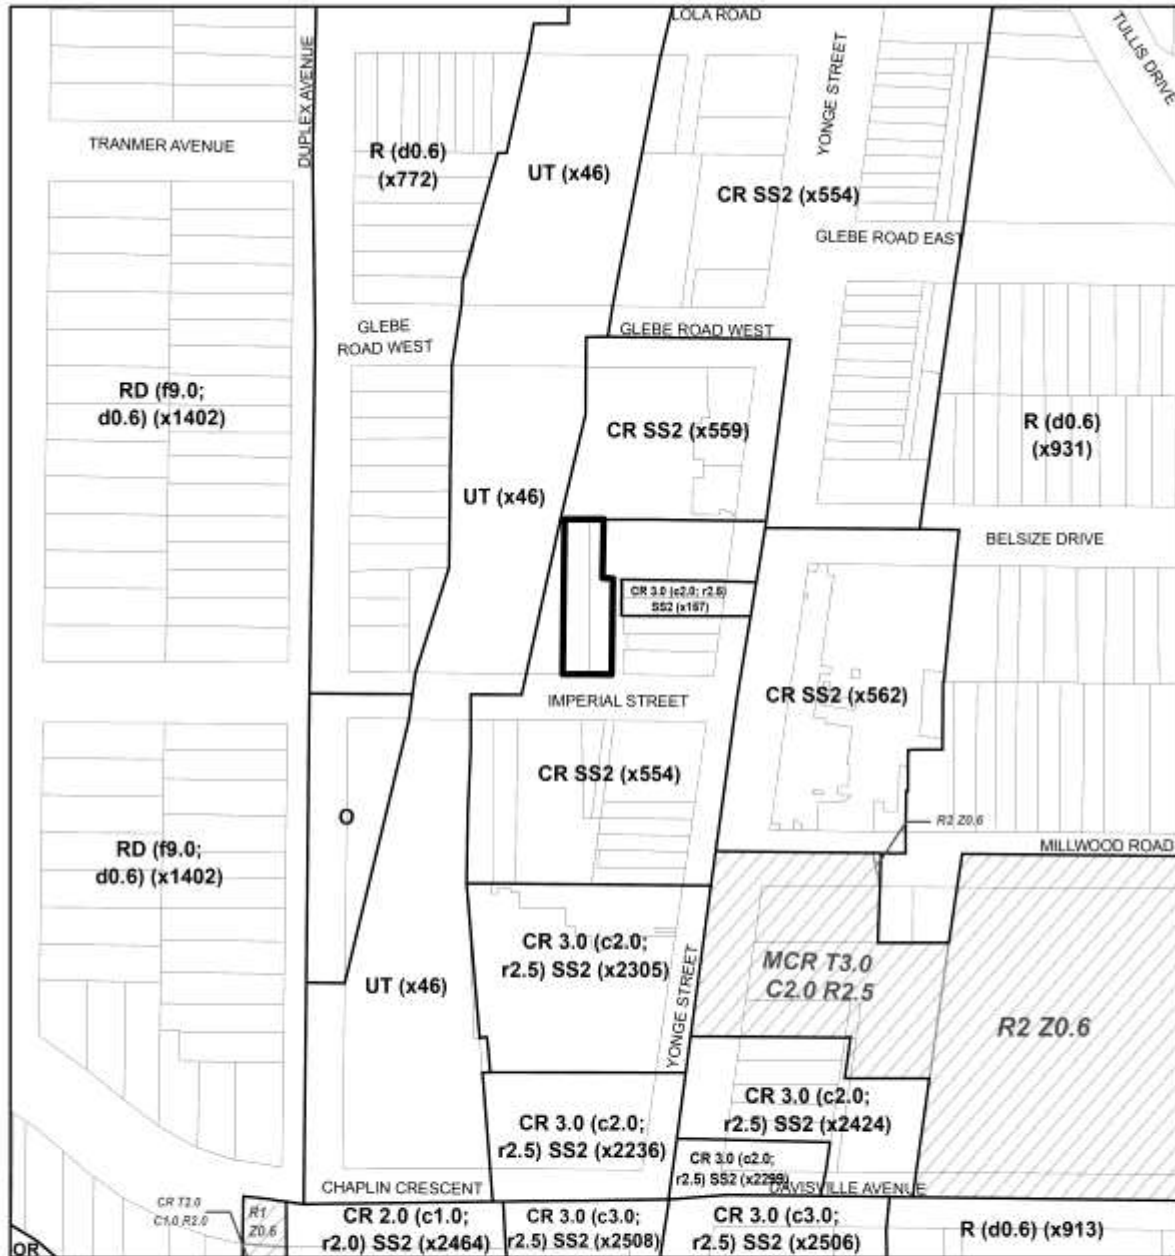 LOLA ROAD
TULLIS DRIVE
DUPLEX AVENUE
YONGE STREET
TRANMER AVENUE
R (d0.6)
(x772)
UT (x46)
CR SS2 (x554)
GLEBE ROAD EAST
GLEBE
ROAD WEST
GLEBE ROAD WEST
RD (f9.0;
d0.6) (x1402)
CR SS2 (x559)
R (d0.6)
(x931)
UT (x46)
BELSIZE DRIVE
CR 3.0 (c2.0; r2.5)
SS2 (x167)
IMPERIAL STREET
CR SS2 (x562)
CR SS2 (x554)
O
R2 Z0.6
MILLWOOD ROAD
RD (f9.0;
d0.6) (x1402)
CR 3.0 (c2.0;
r2.5) SS2 (x2305)
UT (x46)
YONGE STREET
MCR T3.0
C2.0 R2.5
R2 Z0.6
CR 3.0 (c2.0;
r2.5) SS2 (x2236)
CR 3.0 (c2.0;
r2.5) SS2 (x2424)
CR 3.0 (c2.0;
r2.5) SS2 (x2299)
CHAPLIN CRESCENT
DAVISVILLE AVENUE
CR T2.0
C1.0 R2.0
R1
Z0.6
CR 2.0 (c1.0;
r2.0) SS2 (x2464)
CR 3.0 (c3.0;
r2.5) SS2 (x2508)
CR 3.0 (c3.0;
r2.5) SS2 (x2506)
R (d0.6) (x913)
OR